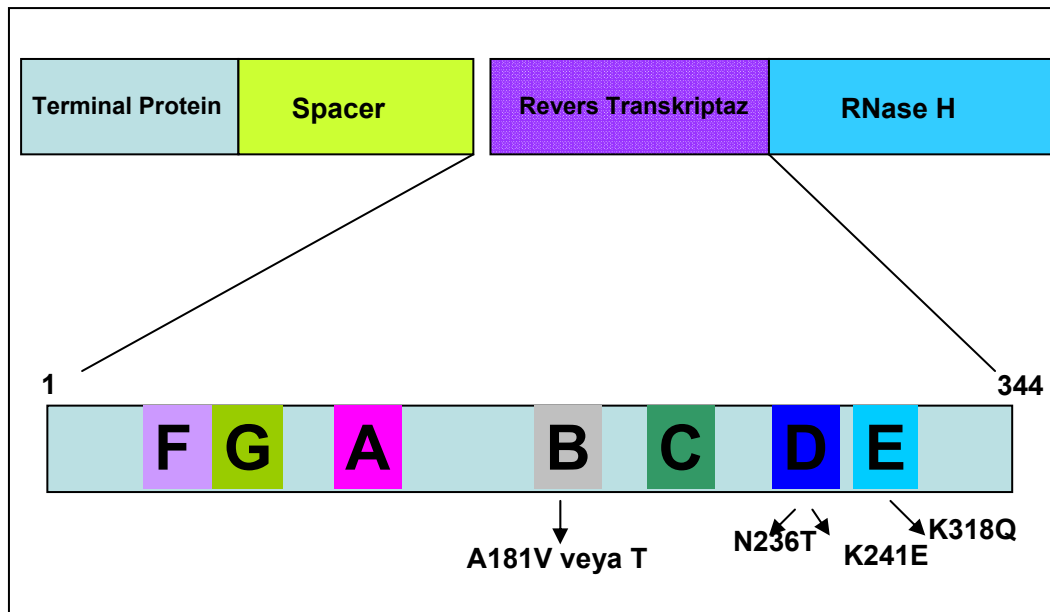 Terminal Protein
Spacer
Revers Transkriptaz
RNase H
1
344
F
G
A
B
C
D
E
A181V veya T
N236T
K241E
K318Q